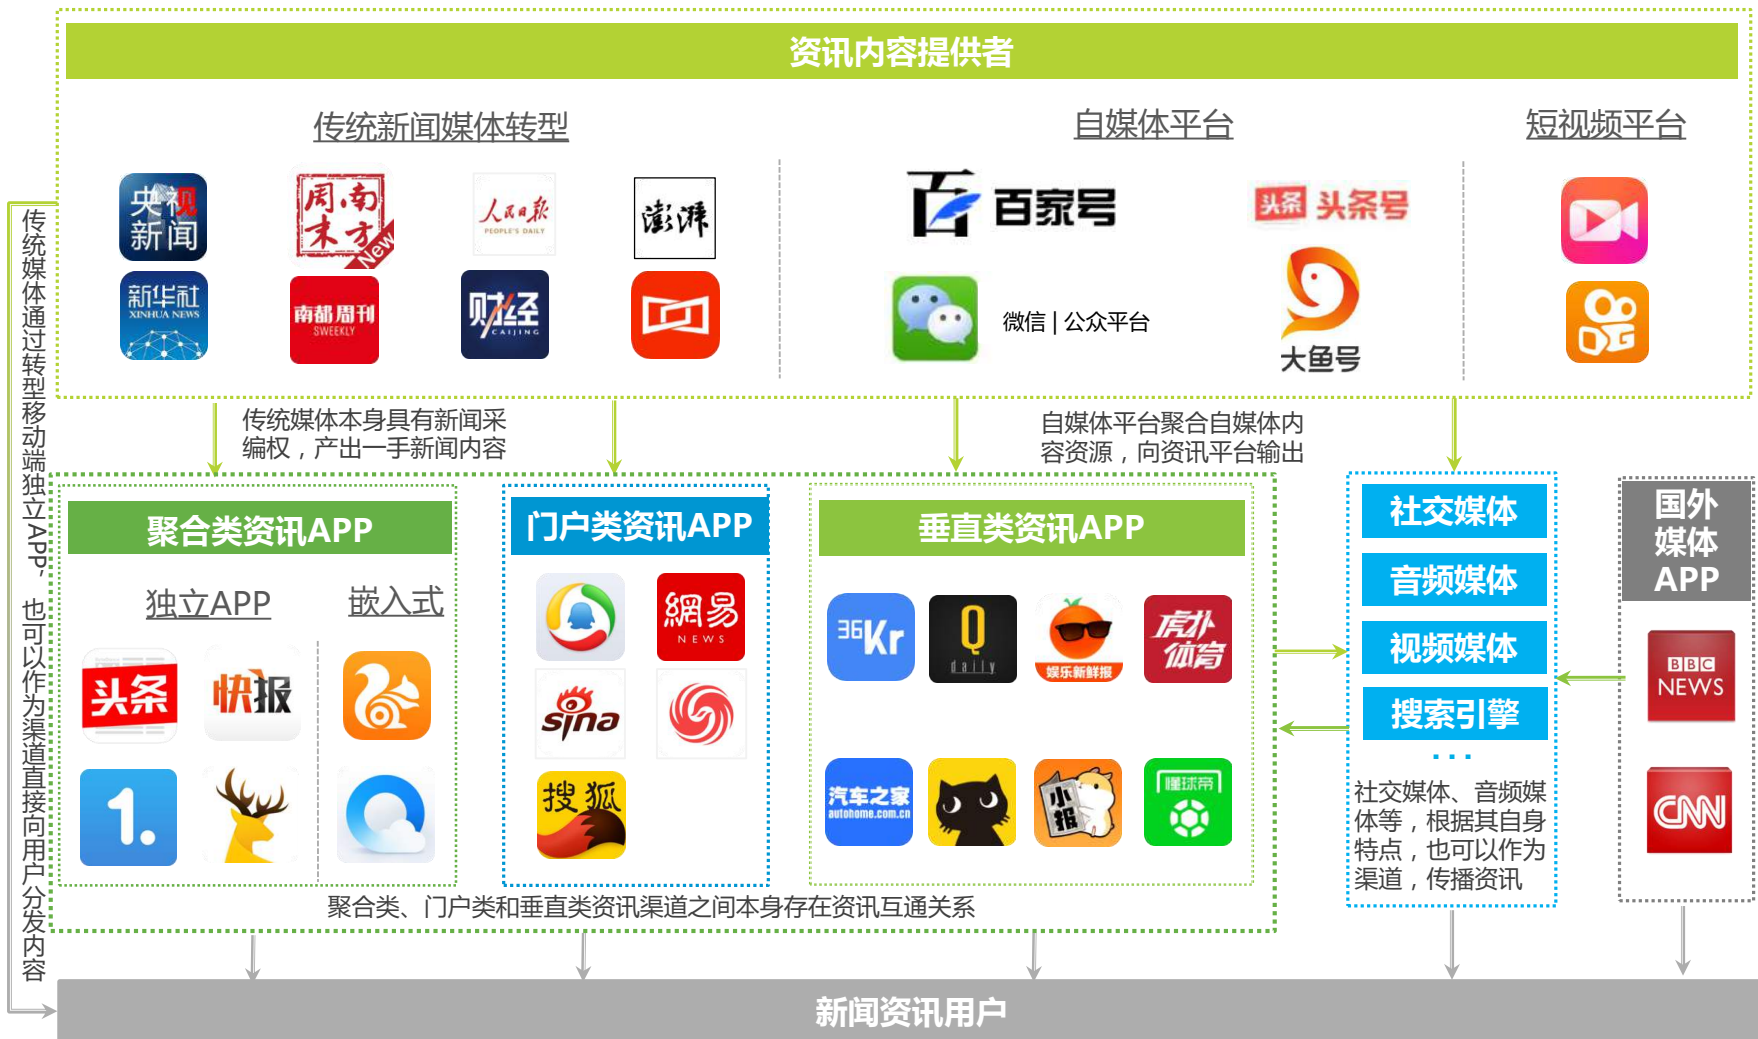 资讯内容提供者
传统新闻媒体转型
自媒体平台
短视频平台
央视
新闻
周南
末方
New
人民日报
PEOPLE'S DAILY
澎湃
百家号
头条 头条号
新华社
XINHUA NEWS
南都周刊
SWEEKLY
财经
CAIJING
微信 | 公众平台
大鱼号
传统媒体通过转型移动端独立APP，也可以作为渠道直接向用户分发内容
传统媒体本身具有新闻采
编权，产出一手新闻内容
自媒体平台聚合自媒体内
容资源，向资讯平台输出
聚合类资讯APP
独立APP
嵌入式
头条
快报
1.
门户类资讯APP
網易
NEWS
sina
搜狐
垂直类资讯APP
36Kr
Q
daily
娱乐新鲜报
虎扑
体育
汽车之家
autohome.com.cn
小报
懂球帝
聚合类、门户类和垂直类资讯渠道之间本身存在资讯互通关系
社交媒体
音频媒体
视频媒体
搜索引擎
...
社交媒体、音频媒
体等，根据其自身
特点，也可以作为
渠道，传播资讯
国外
媒体
APP
BBC
NEWS
CNN
新闻资讯用户